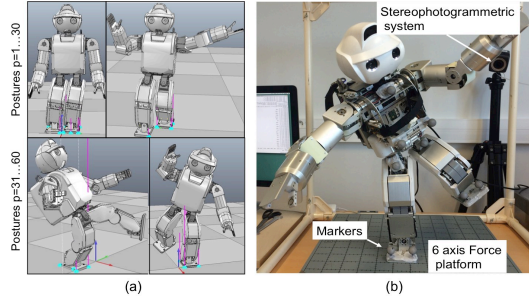 Postures p=1...30
Postures p=31...60
(a)
Stereophotogrammetric
system
Markers
6 axis Force
platform
(b)